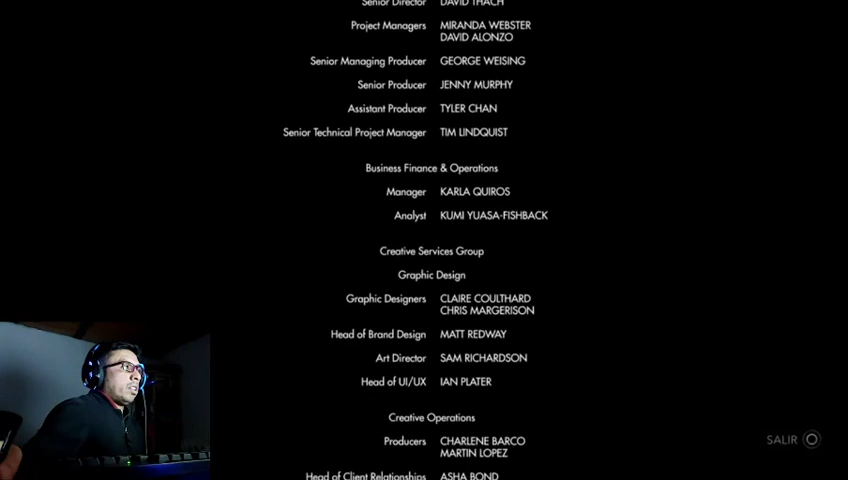 Senior Director DAVID THACH
Project Managers MIRANDA WEBSTER
DAVID ALONZO
Senior Managing Producer GEORGE WEISING
Senior Producer JENNY MURPHY
Assistant Producer TYLER CHAN
Senior Technical Project Manager TIM LINDQUIST
Business Finance & Operations
Manager KARLA QUIROS
Analyst KUMI YUASA-FISHBACK
Creative Services Group
Graphic Design
Graphic Designers CLAIRE COULTHARD
CHRIS MARGERISON
Head of Brand Design MATT REDWAY
Art Director SAM RICHARDSON
Head of UI/UX IAN PLATER
Creative Operations
Producers CHARLENE BARCO
SALIR
MARTIN LOPEZ
Head of Client Relationships ASHA BOND